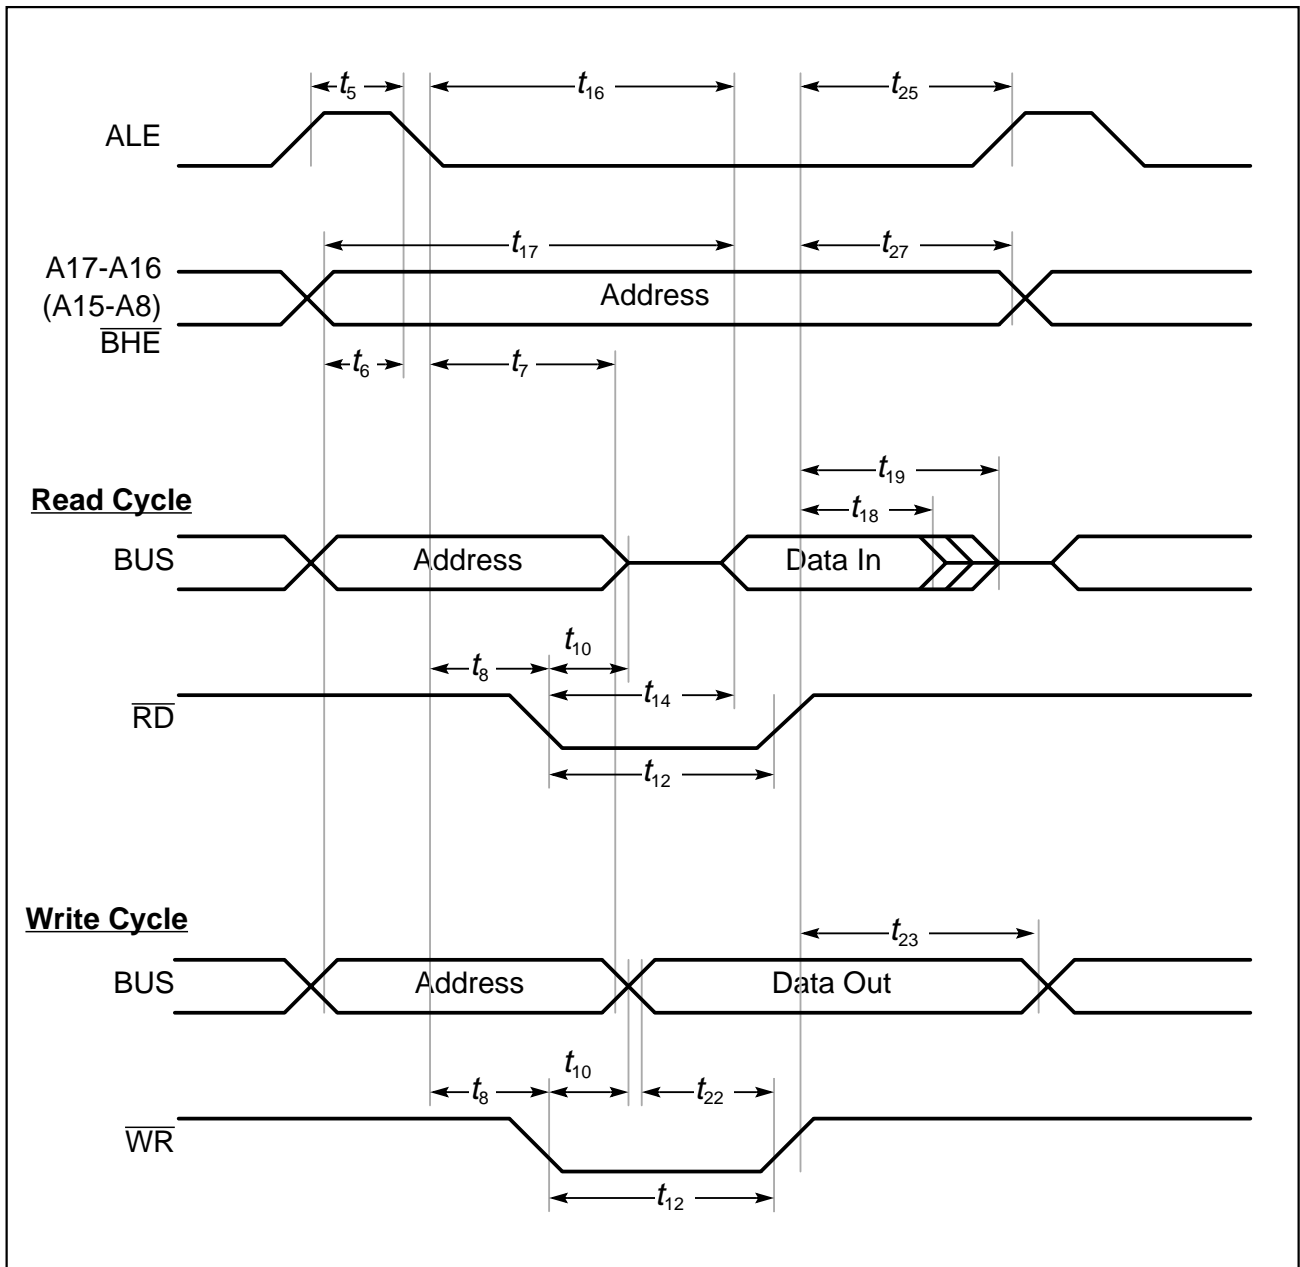 t5
t16
t25
ALE
t17
t27
A17-A16
(A15-A8)
BHE
Address
t6
t7
t19
t18
Read Cycle
BUS
Address
Data In
t10
t8
t14
RD
t12
Write Cycle
t23
BUS
Address
Data Out
t10
t8
t22
WR
t12